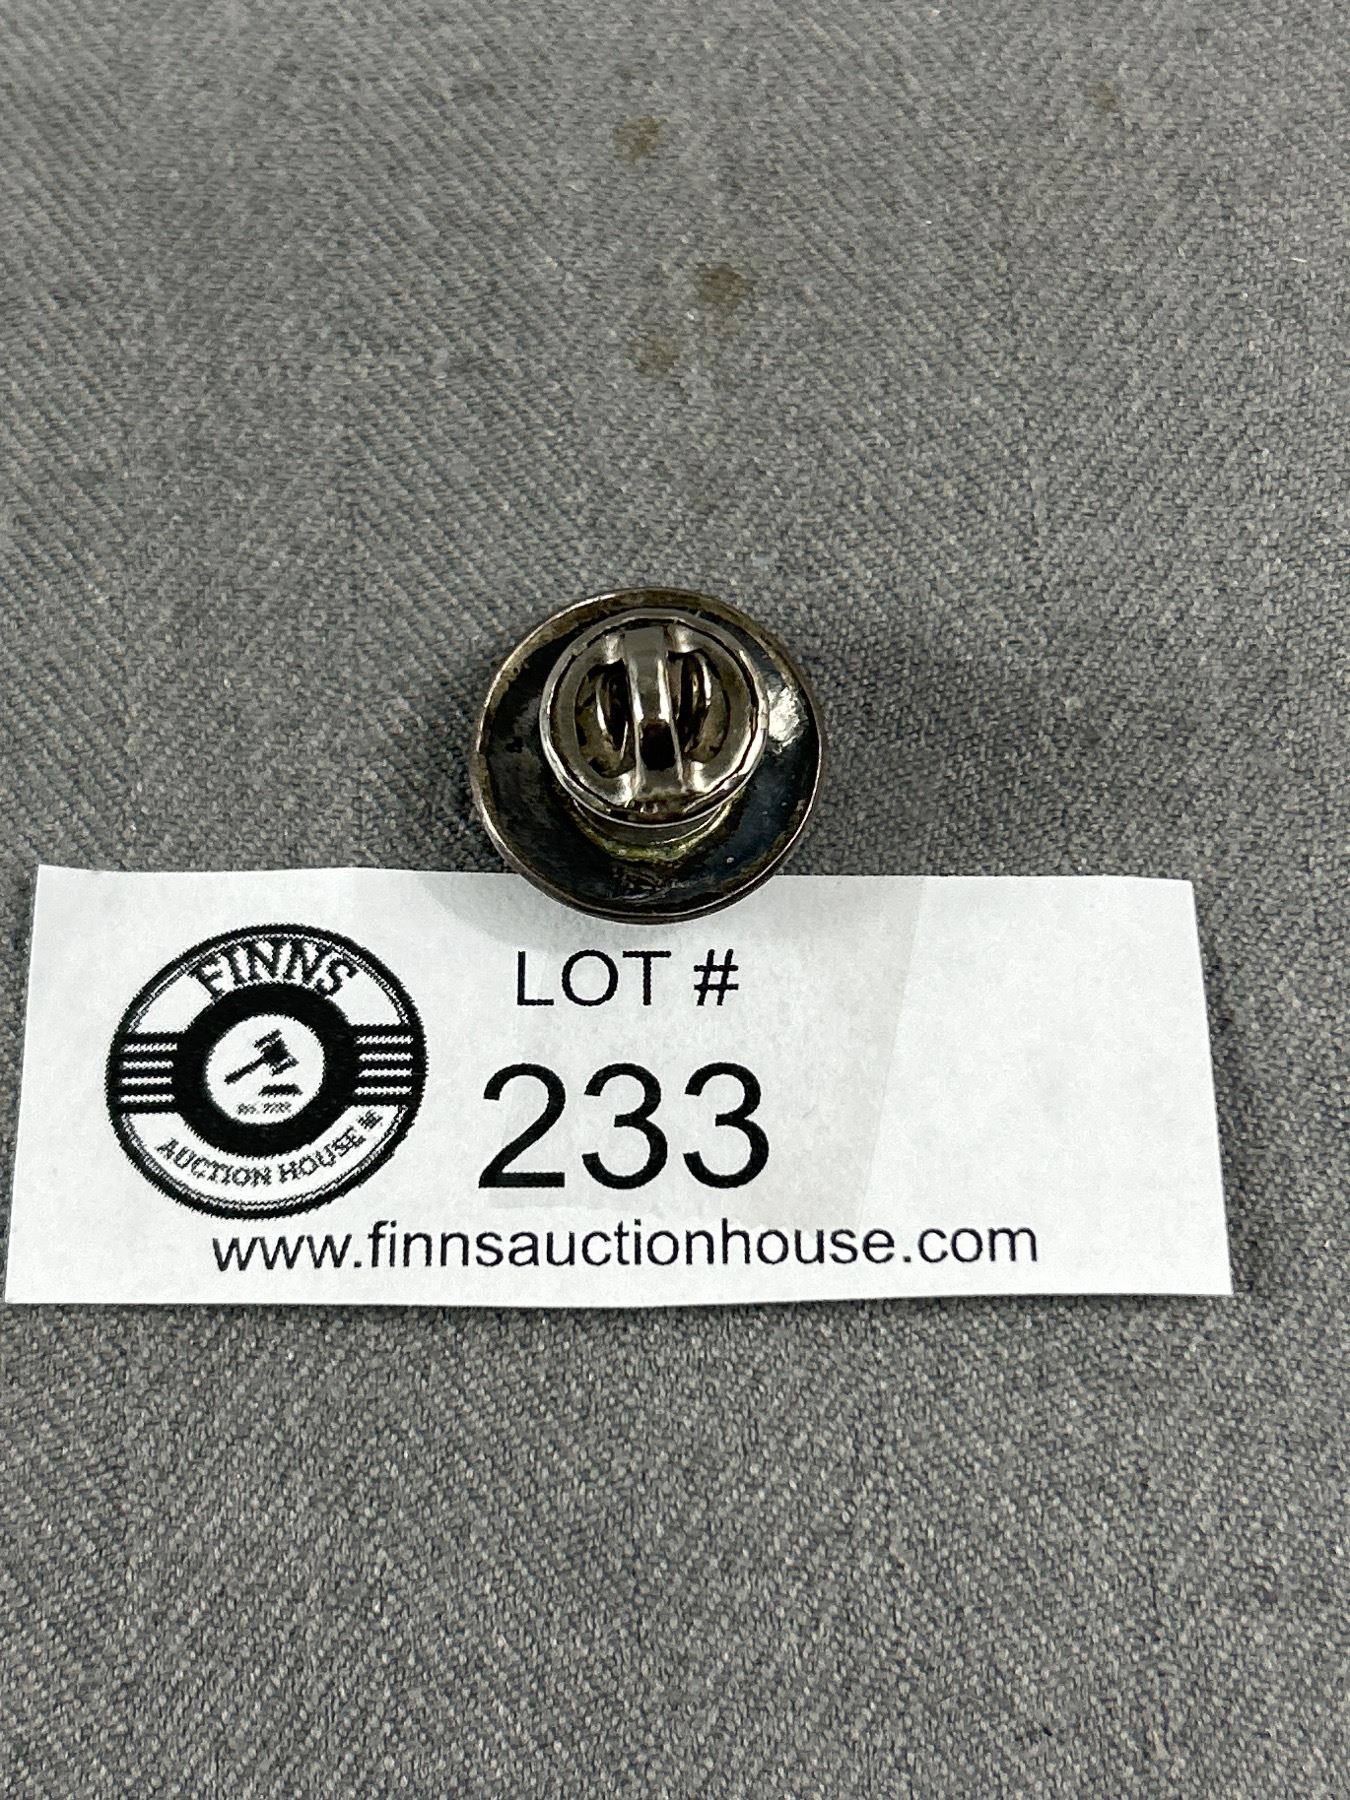 FINNS
AUCTION HOUSE
LOT #
233
www.finnsauctionhouse.com